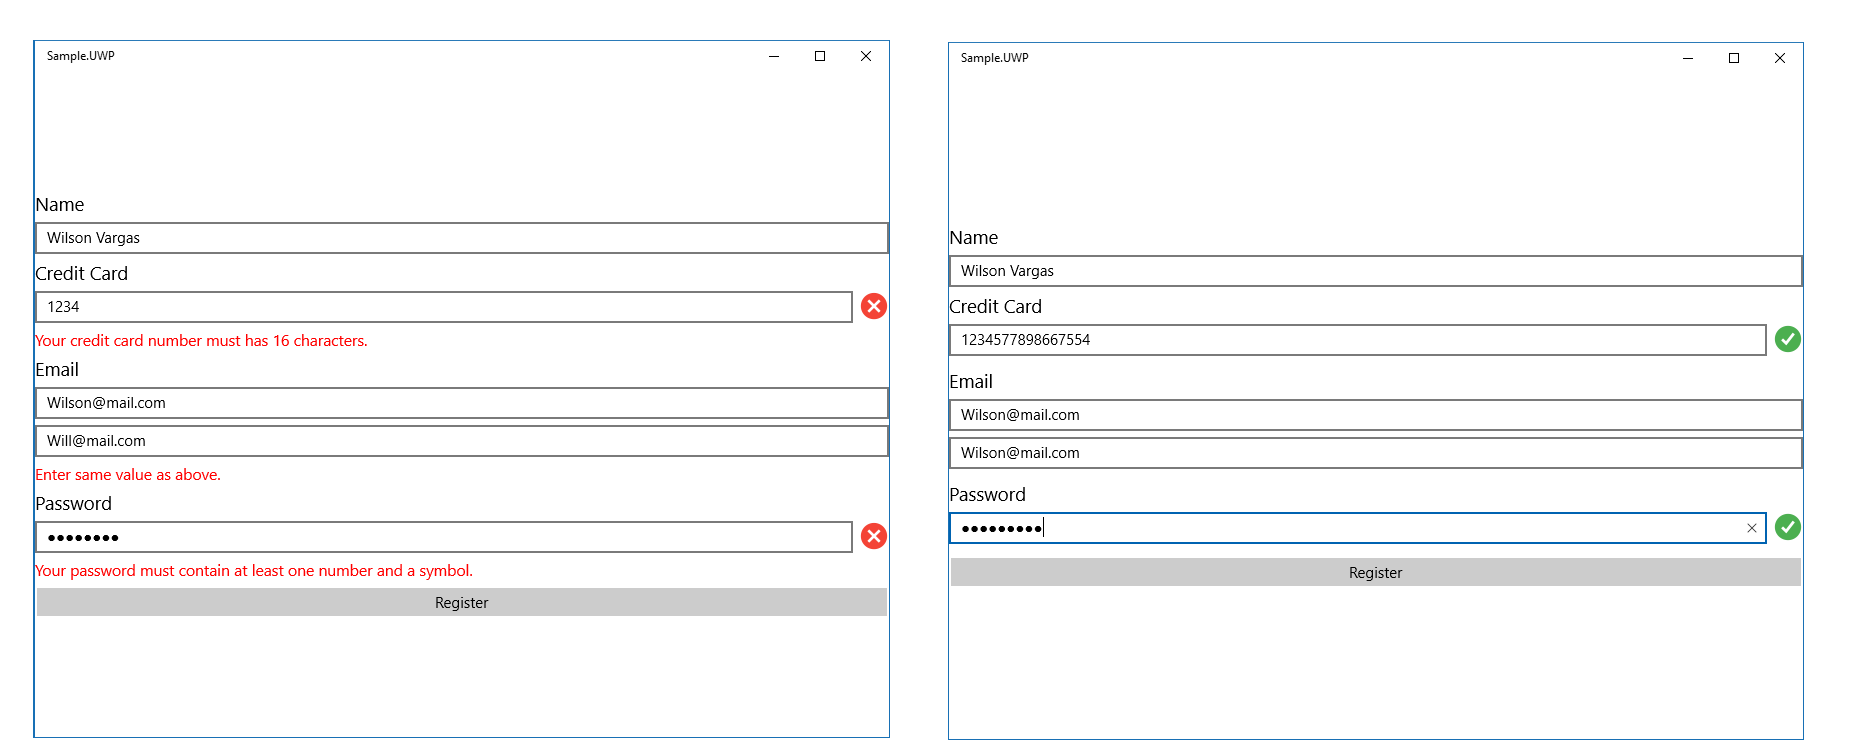 Sample.UWP
Name
Wilson Vargas
Credit Card
1234
Your credit card number must has 16 characters.
Email
Wilson@mail.com
Will@mail.com
Enter same value as above.
Password
●●●●●●●●
Your password must contain at least one number and a symbol.
Register
Sample.UWP
Name
Wilson Vargas
Credit Card
1234577898667554
Email
Wilson@mail.com
Wilson@mail.com
Password
●●●●●●●●●
Register